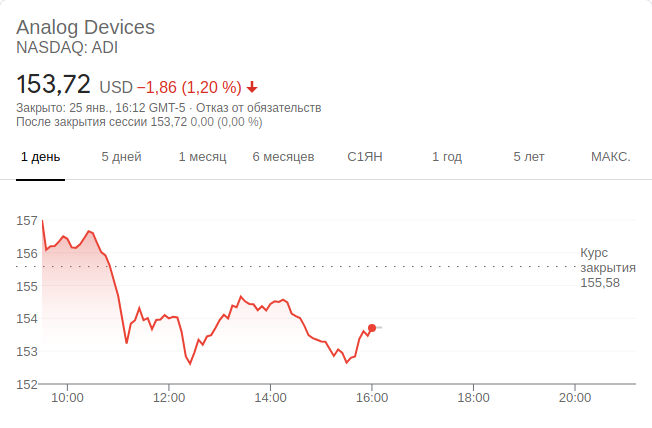 Analog Devices
NASDAQ: ADI
153,72 USD −1,86 (1,20 %)
Закрыто: 25 янв., 16:12 GMT-5 · Отказ от обязательств
После закрытия сессии 153,72 0,00 (0,00 %)
1 день 5 дней 1 месяц 6 месяцев С1ЯН 1 год 5 лет МАКС.
157
156
155
154
153
152
Курс
закрытия
155,58
10:00 12:00 14:00 16:00 18:00 20:00